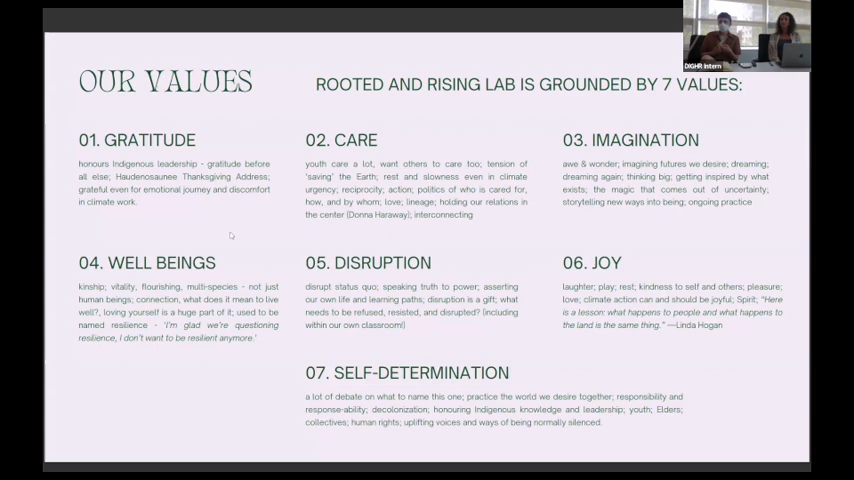 DIGHR Intern
OUR VALUES
ROOTED AND RISING LAB IS GROUNDED BY 7 VALUES:
01. GRATITUDE
honours Indigenous leadership - gratitude before
all else; Haudenosaunee Thanksgiving Address;
grateful even for emotional journey and discomfort
in climate work.
02. CARE
youth care a lot, want others to care too; tension of
'saving' the Earth; rest and slowness even in climate
urgency; reciprocity; action; politics of who is cared for,
how, and by whom; love; lineage; holding our relations in
the center (Donna Haraway); interconnecting
03. IMAGINATION
awe & wonder; imagining futures we desire; dreaming;
dreaming again; thinking big; getting inspired by what
exists; the magic that comes out of uncertainty;
storytelling new ways into being; ongoing practice
04. WELL BEINGS
kinship; vitality, flourishing, multi-species - not just
human beings; connection, what does it mean to live
well?, loving yourself is a huge part of it; used to be
named resilience - 'I'm glad we're questioning
resilience, I don't want to be resilient anymore.'
05. DISRUPTION
disrupt status quo; speaking truth to power; asserting
our own life and learning paths; disruption is a gift; what
needs to be refused, resisted, and disrupted? (including
within our own classroom!)
06. JOY
laughter; play; rest; kindness to self and others; pleasure;
love; climate action can and should be joyful; Spirit; "Here
is a lesson: what happens to people and what happens to
the land is the same thing." —Linda Hogan
07. SELF-DETERMINATION
a lot of debate on what to name this one; practice the world we desire together; responsibility and
response-ability; decolonization; honouring Indigenous knowledge and leadership; youth; Elders;
collectives; human rights; uplifting voices and ways of being normally silenced.